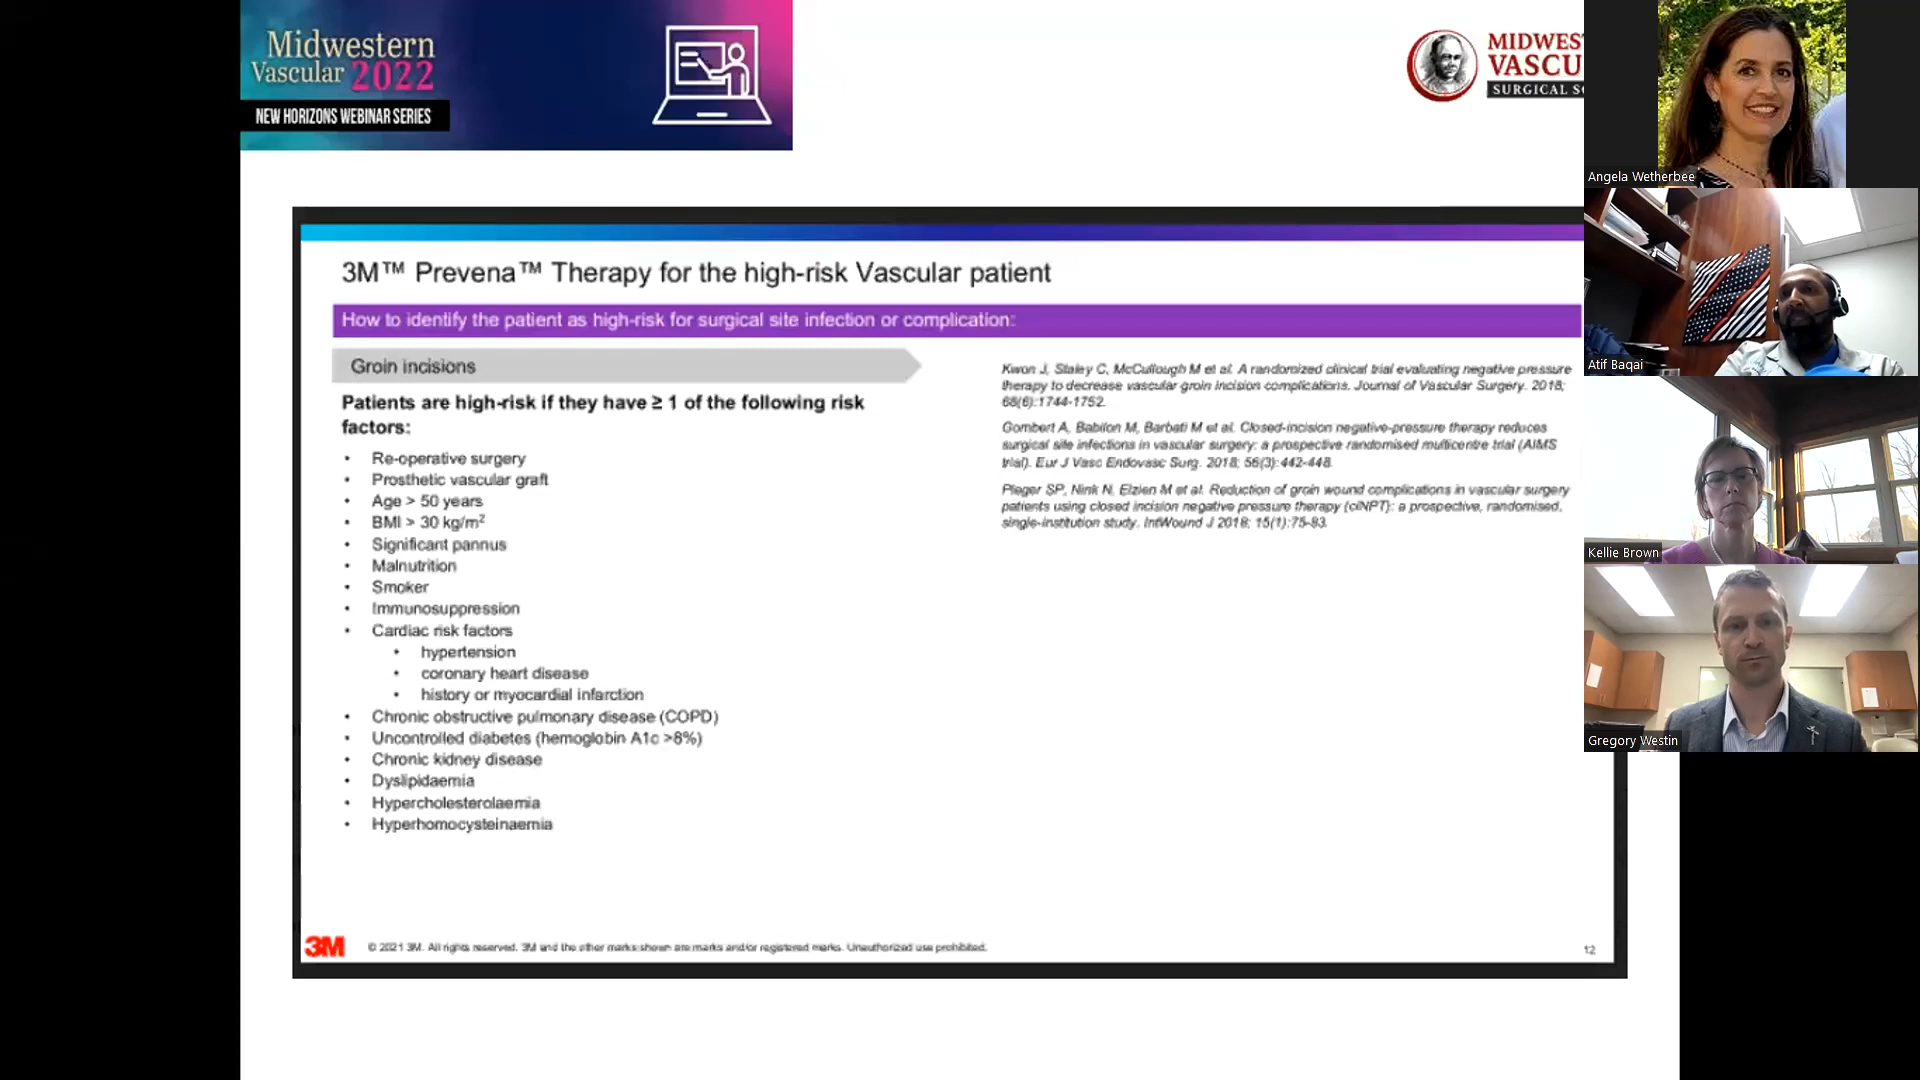 Midwestern
Vascular 2022
NEW HORIZONS WEBINAR SERIES
MIDWES
VASCU
SURGICAL S
3M™ Prevena™ Therapy for the high-risk Vascular patient
How to identify the patient as high-risk for surgical site infection or complication:
Groin incisions
Patients are high-risk if they have ≥ 1 of the following risk
factors:
• Re-operative surgery
• Prosthetic vascular graft
• Age > 50 years
• BMI > 30 kg/m²
• Significant pannus
• Malnutrition
• Smoker
• Immunosuppression
• Cardiac risk factors
• hypertension
• coronary heart disease
• history or myocardial infarction
• Chronic obstructive pulmonary disease (COPD)
• Uncontrolled diabetes (hemoglobin A1c >8%)
• Chronic kidney disease
• Dyslipidaemia
• Hypercholesterolaemia
• Hyperhomocysteinaemia
Kwon J, Staley C, McCullough M et al. A randomized clinical trial evaluating negative pressure
therapy to decrease vascular groin incision complications. Journal of Vascular Surgery. 2018;
68(6):1744-1752.
Gombert A, Babilon M, Barbati M et al. Closed-incision negative-pressure therapy reduces
surgical site infections in vascular surgery: a prospective randomised multicentre trial (AIMS
trial). Eur J Vasc Endovasc Surg. 2018; 56(3):442-448.
Pleger SP, Nink N, Elzien M et al. Reduction of groin wound complications in vascular surgery
patients using closed incision negative pressure therapy (ciNPT): a prospective, randomised,
single-institution study. IntWound J 2018; 15(1):75-83.
3M
© 2021 3M. All rights reserved. 3M and the other marks shown are marks and/or registered marks. Unauthorized use prohibited.
12
Angela Wetherbee
Atif Baqai
Kellie Brown
Gregory Westin